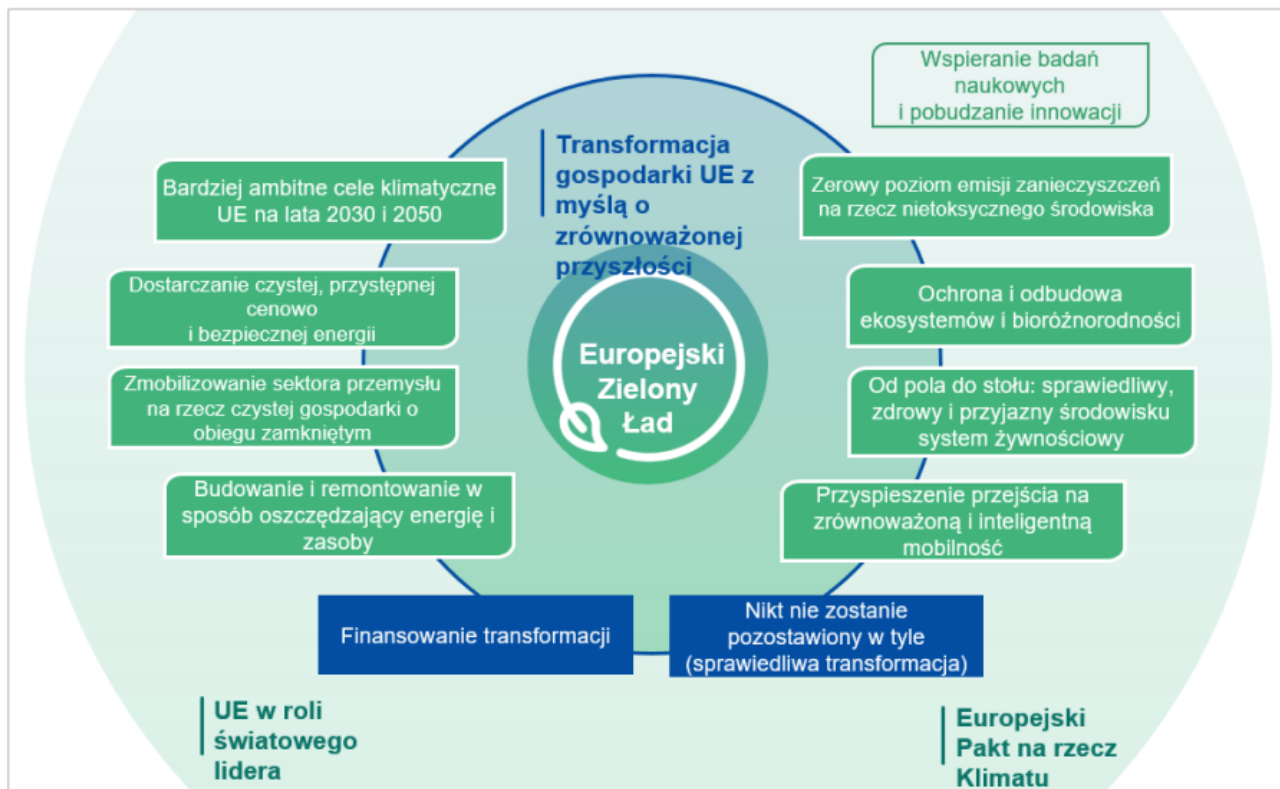 Wspieranie badań
naukowych
i pobudzanie innowacji
Transformacja
gospodarki UE z
myślą o
zrównoważonej
przyszłości
Bardziej ambitne cele klimatyczne
UE na lata 2030 i 2050
Zerowy poziom emisji zanieczyszczeń
na rzecz nietoksycznego środowiska
Dostarczanie czystej, przystępnej
cenowo
i bezpiecznej energii
Ochrona i odbudowa
ekosystemów i bioróżnorodności
Europejski
Zielony
Ład
Zmobilizowanie sektora przemysłu
na rzecz czystej gospodarki o
obiegu zamkniętym
Od pola do stołu: sprawiedliwy,
zdrowy i przyjazny środowisku
system żywnościowy
Budowanie i remontowanie w
sposób oszczędzający energię i
zasoby
Przyspieszenie przejścia na
zrównoważoną i inteligentną
mobilność
Finansowanie transformacji
Nikt nie zostanie
pozostawiony w tyle
(sprawiedliwa transformacja)
UE w roli
światowego
lidera
Europejski
Pakt na rzecz
Klimatu